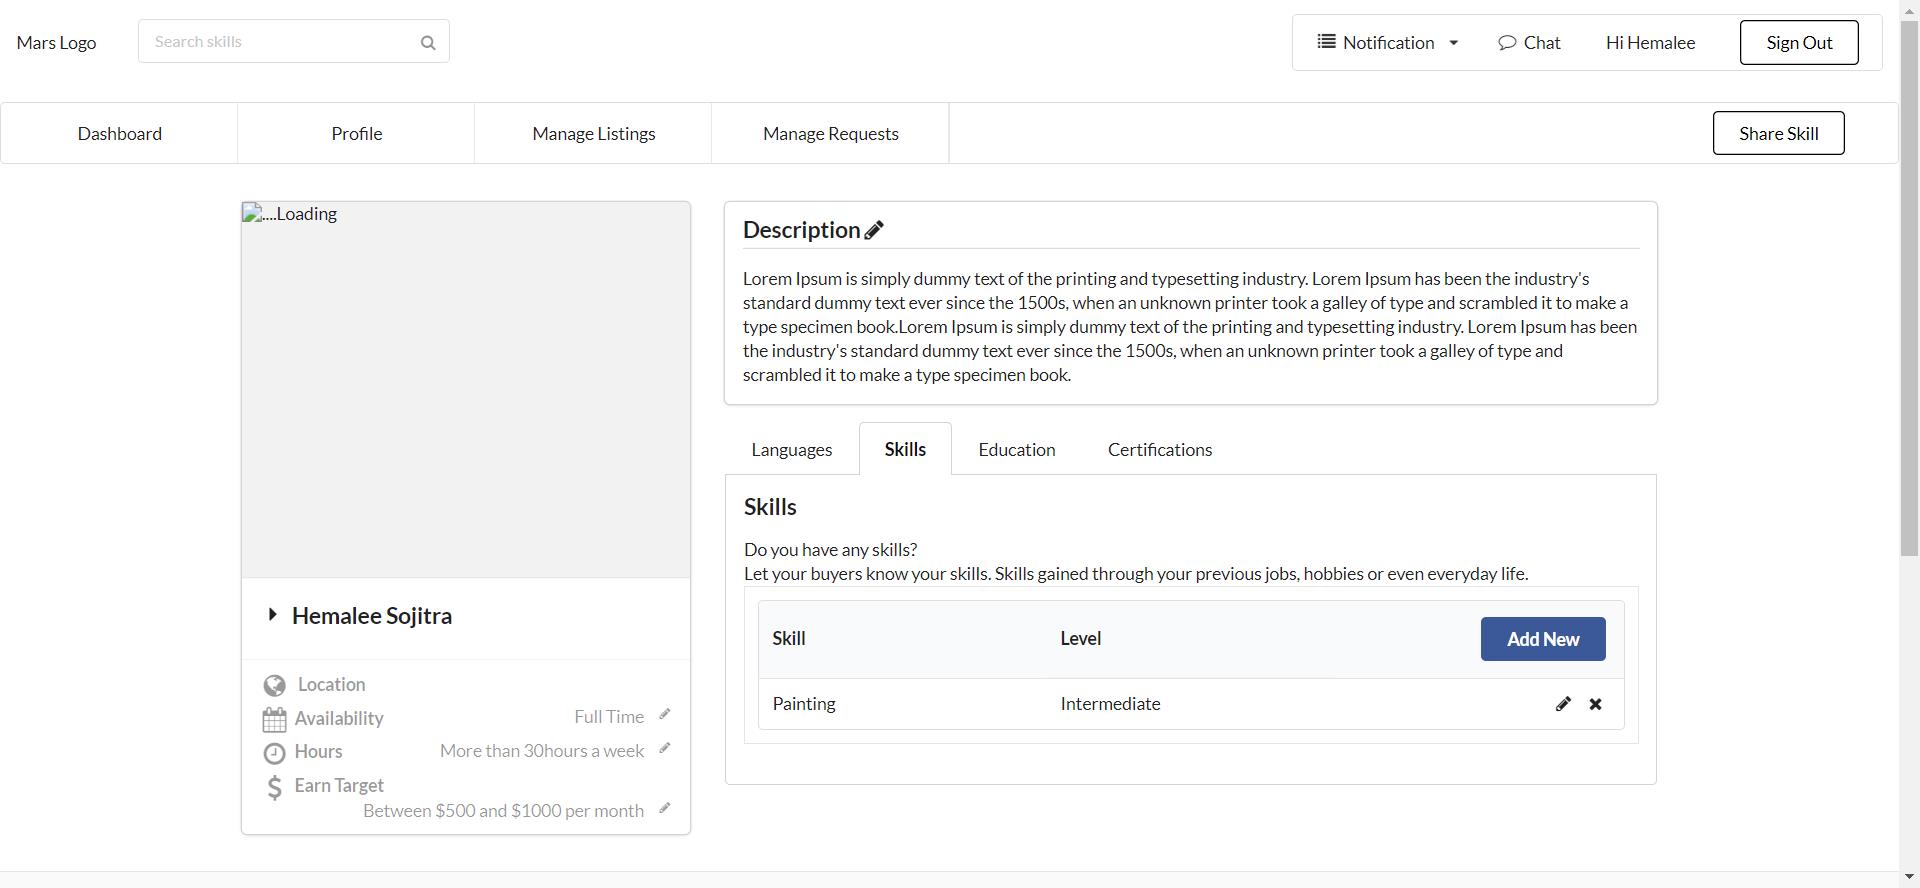 Mars Logo
Search skills
Notification
Chat
Hi Hemalee
Sign Out
Dashboard
Profile
Manage Listings
Manage Requests
Share Skill
....Loading
Hemalee Sojitra
Location
Availability
Full Time
Hours
More than 30hours a week
Earn Target
Between $500 and $1000 per month
Description
Lorem Ipsum is simply dummy text of the printing and typesetting industry. Lorem Ipsum has been the industry's
standard dummy text ever since the 1500s, when an unknown printer took a galley of type and scrambled it to make a
type specimen book.Lorem Ipsum is simply dummy text of the printing and typesetting industry. Lorem Ipsum has been
the industry's standard dummy text ever since the 1500s, when an unknown printer took a galley of type and
scrambled it to make a type specimen book.
Languages
Skills
Education
Certifications
Skills
Do you have any skills?
Let your buyers know your skills. Skills gained through your previous jobs, hobbies or even everyday life.
Skill
Level
Add New
Painting
Intermediate